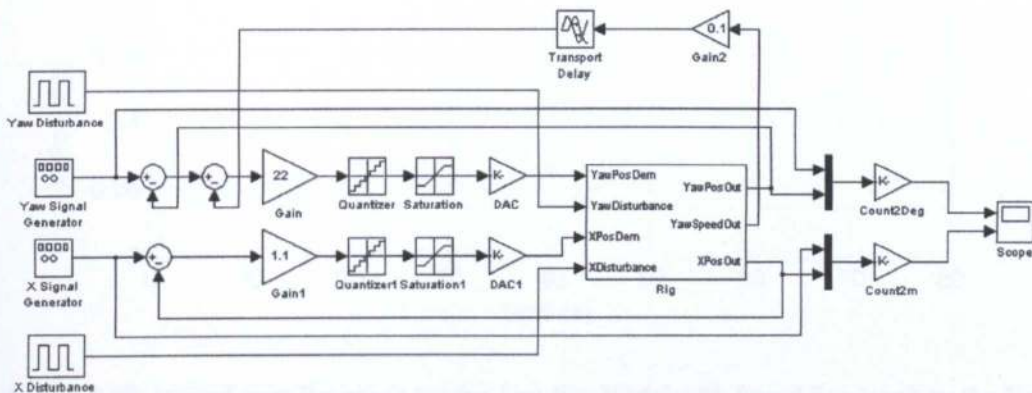 0.1
Transport
Delay
Gain2
Yaw Disturbance
Yaw Signal
Generator
22
Gain
Quantizer
Saturation
K-
DAC
YawPosDem
YawDisturbance
XPosDem
XDisturbance
YawPosOut
YawSpeedOut
XPosOut
Rig
K-
Count2Deg
Scope
X Signal
Generator
1.1
Gain1
Quantizer1
Saturation1
K-
DAC1
K-
Count2m
X Disturbance